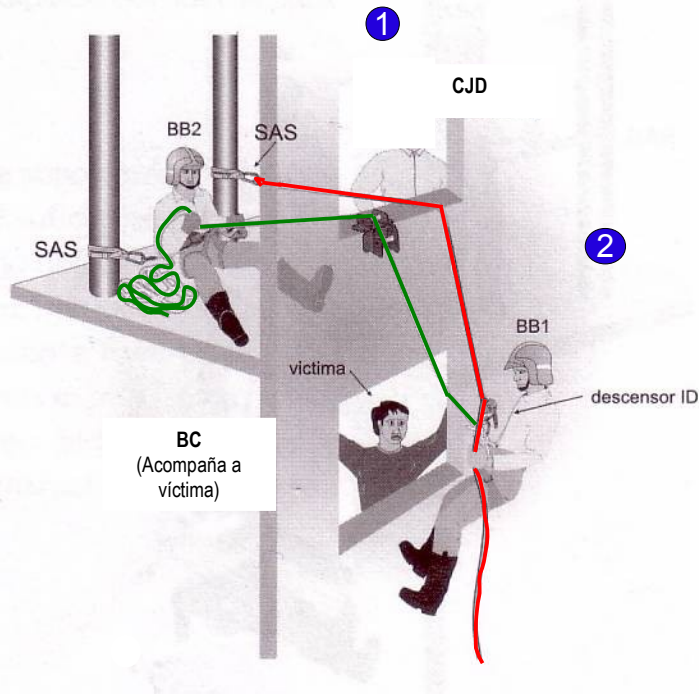 1
CJD
BB2
SAS
SAS
2
BB1
victima
descensor ID
BC
(Acompaña a
víctima)